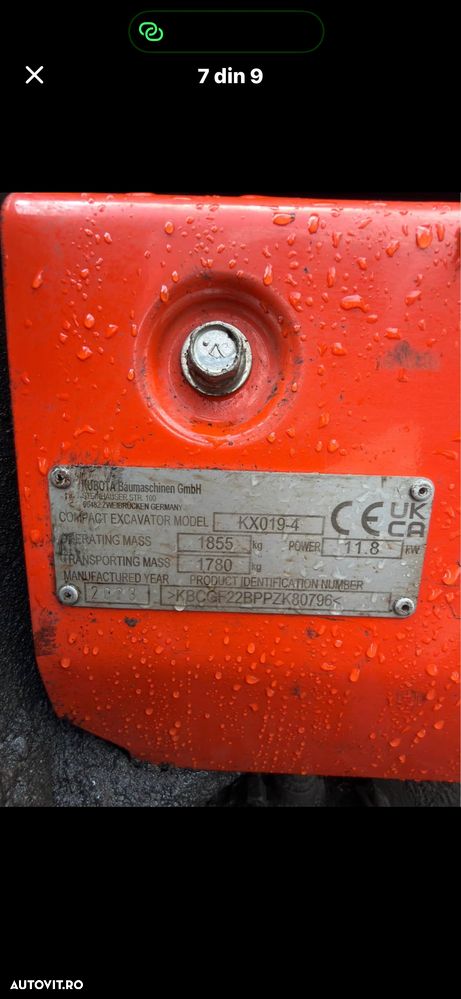 7 din 9
KUBOTA Baumaschinen GmbH
STEINHAUSER STR. 100
66482 ZWEIBRÜCKEN GERMANY
COMPACT EXCAVATOR MODEL KX019-4
CE UKCA
OPERATING MASS 1855 kg POWER 11.8 kW
TRANSPORTING MASS 1780 kg
MANUFACTURED YEAR PRODUCT IDENTIFICATION NUMBER
2023 >KBCGF22BPPZK80796<
AUTOVIT.RO